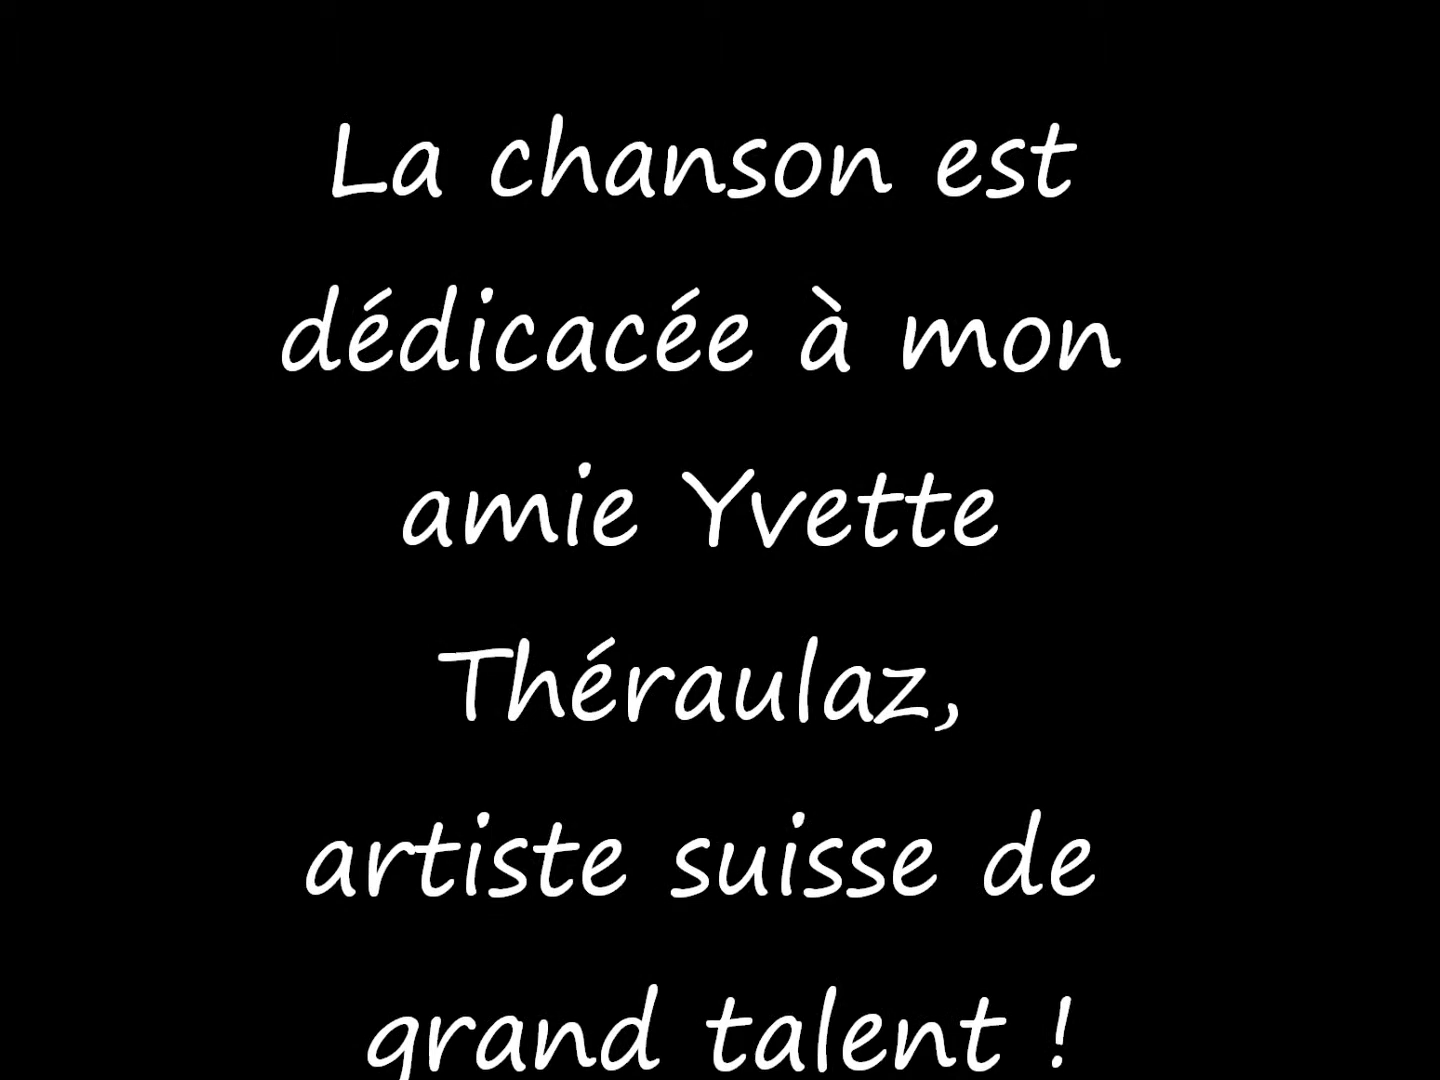 La chanson est
dédicacée à mon
amie Yvette
Théraulaz,
artiste suisse de
grand talent !